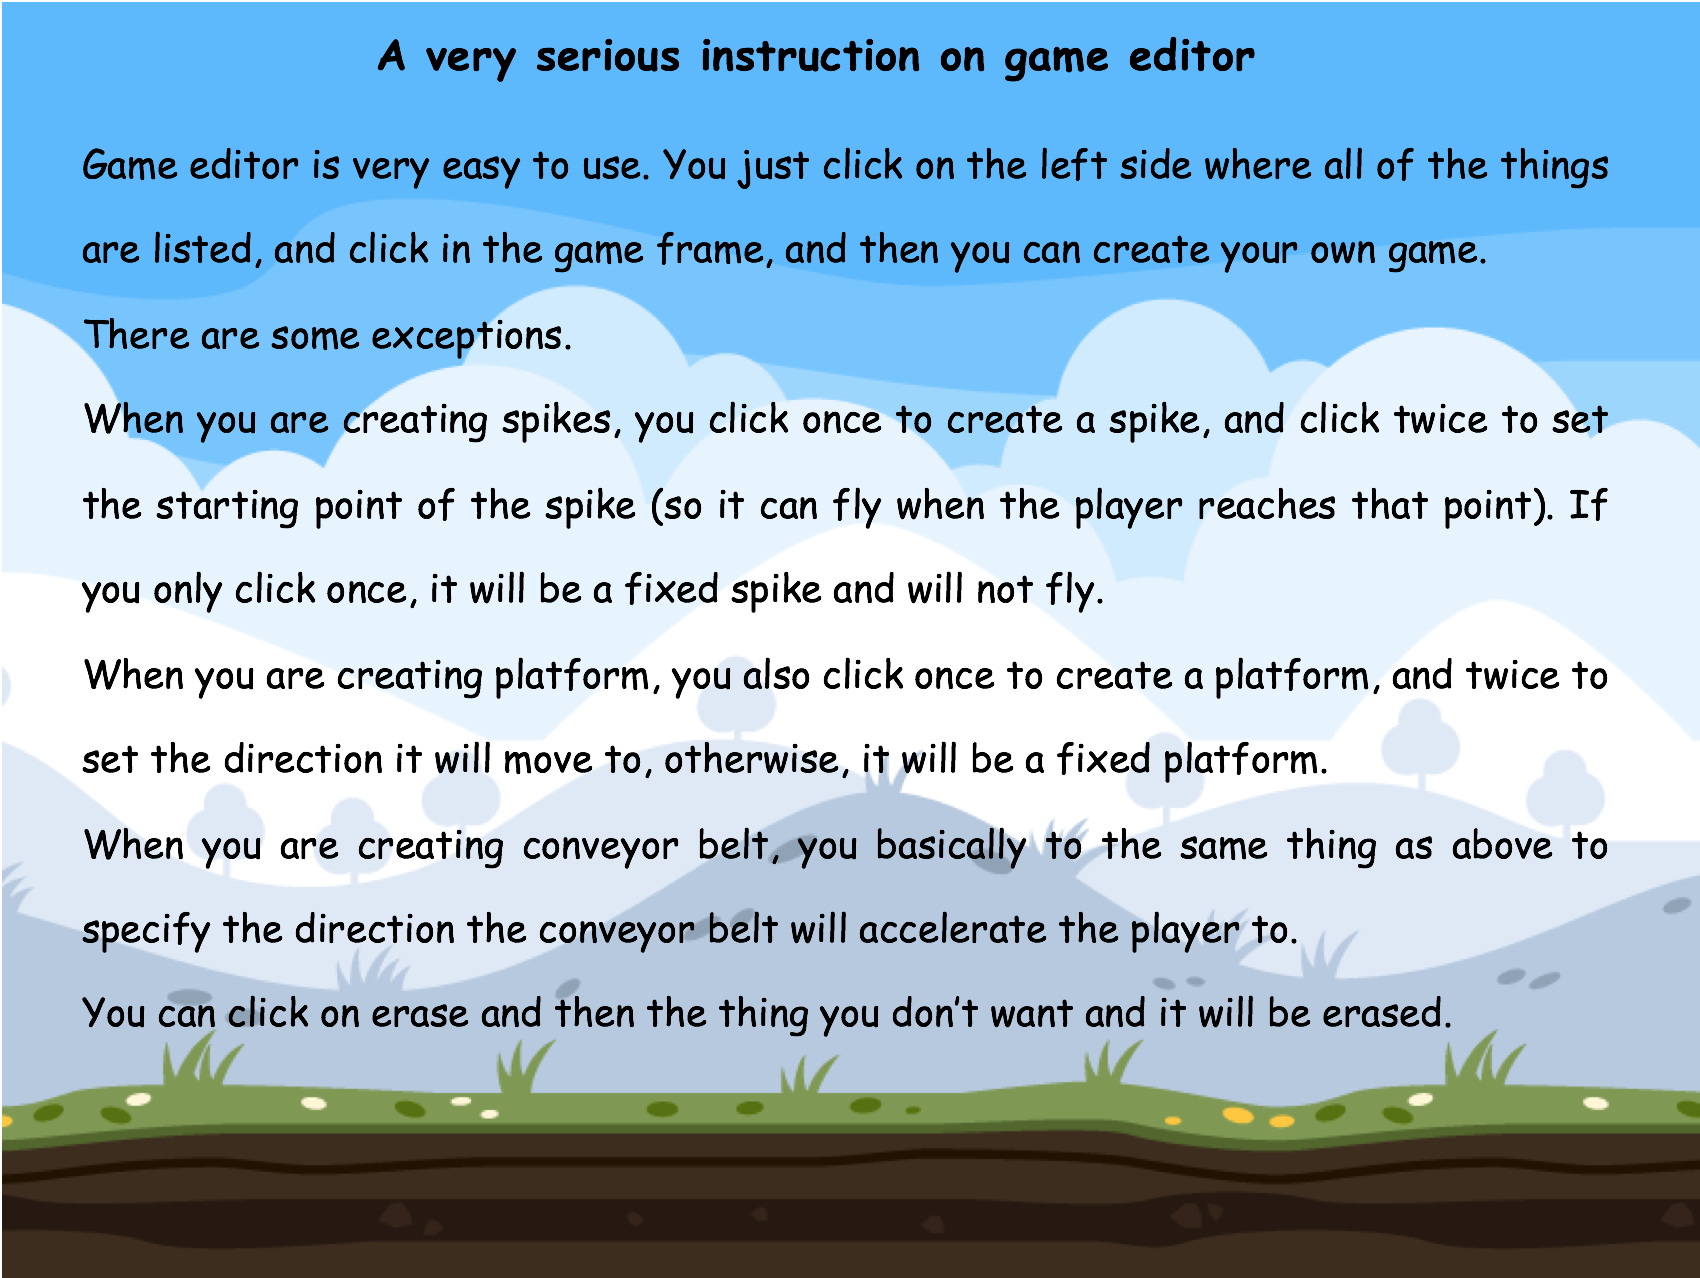 A very serious instruction on game editor
Game editor is very easy to use. You just click on the left side where all of the things
are listed, and click in the game frame, and then you can create your own game.
There are some exceptions.
When you are creating spikes, you click once to create a spike, and click twice to set
the starting point of the spike (so it can fly when the player reaches that point). If
you only click once, it will be a fixed spike and will not fly.
When you are creating platform, you also click once to create a platform, and twice to
set the direction it will move to, otherwise, it will be a fixed platform.
When you are creating conveyor belt, you basically to the same thing as above to
specify the direction the conveyor belt will accelerate the player to.
You can click on erase and then the thing you don’t want and it will be erased.